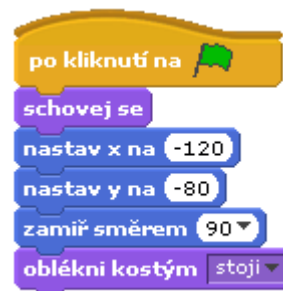 po kliknutí na
schovej se
nastav x na -120
nastav y na -80
zamiř směrem 90
oblékni kostým stoji